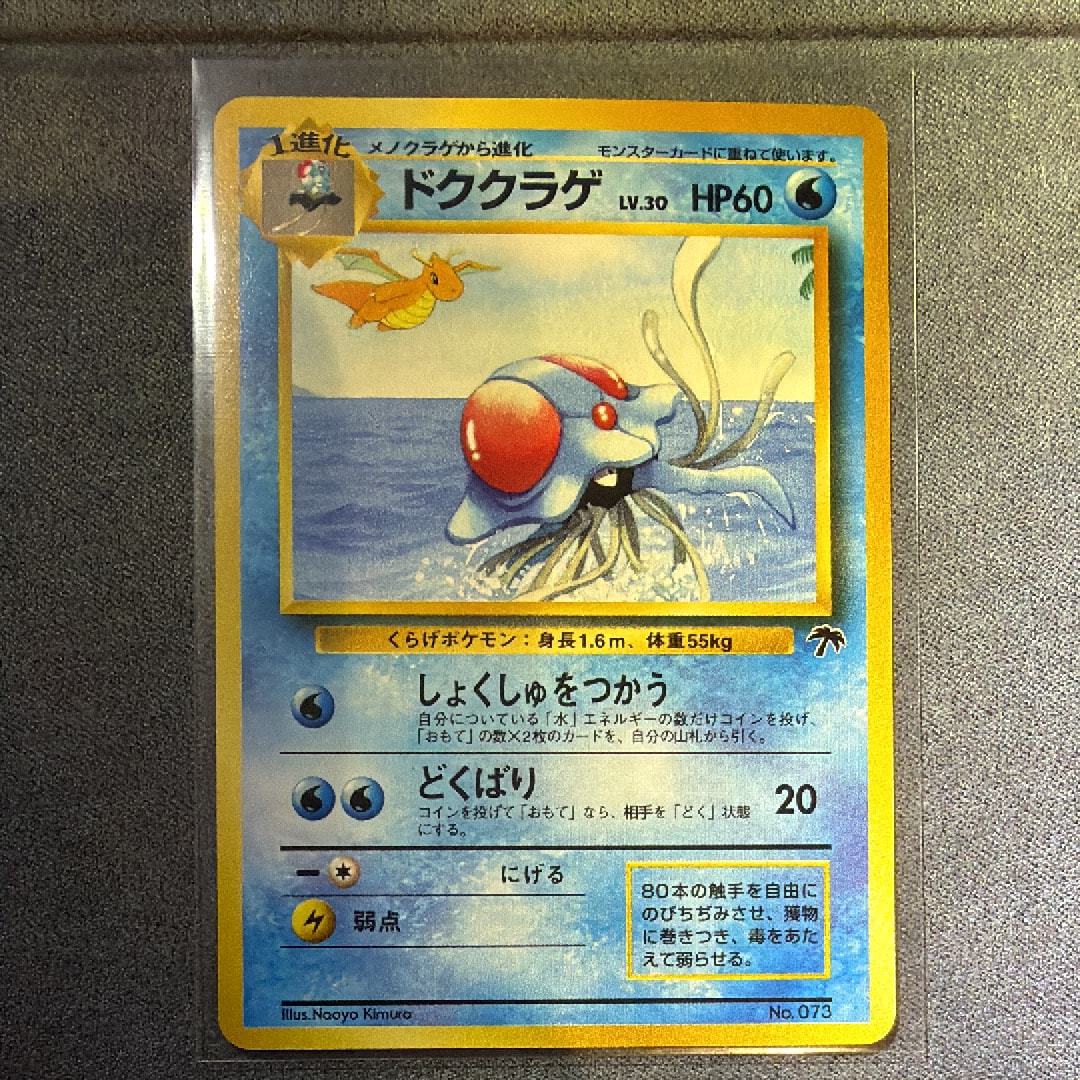 1進化
メノクラゲから進化
モンスターカードに重ねて使います。
ドククラゲ LV.30 HP60
くらげポケモン：身長1.6m、体重55kg
しょくしゅをつかう
自分についている「水」エネルギーの数だけコインを投げ、
「おもて」の数×2枚のカードを、自分の山札から引く。
どくばり 20
コインを投げて「おもて」なら、相手を「どく」状態
にする。
にげる
弱点
80本の触手を自由に
のびちぢみさせ、獲物
に巻きつき、毒をあた
えて弱らせる。
Illus.Naoyo Kimura
No.073